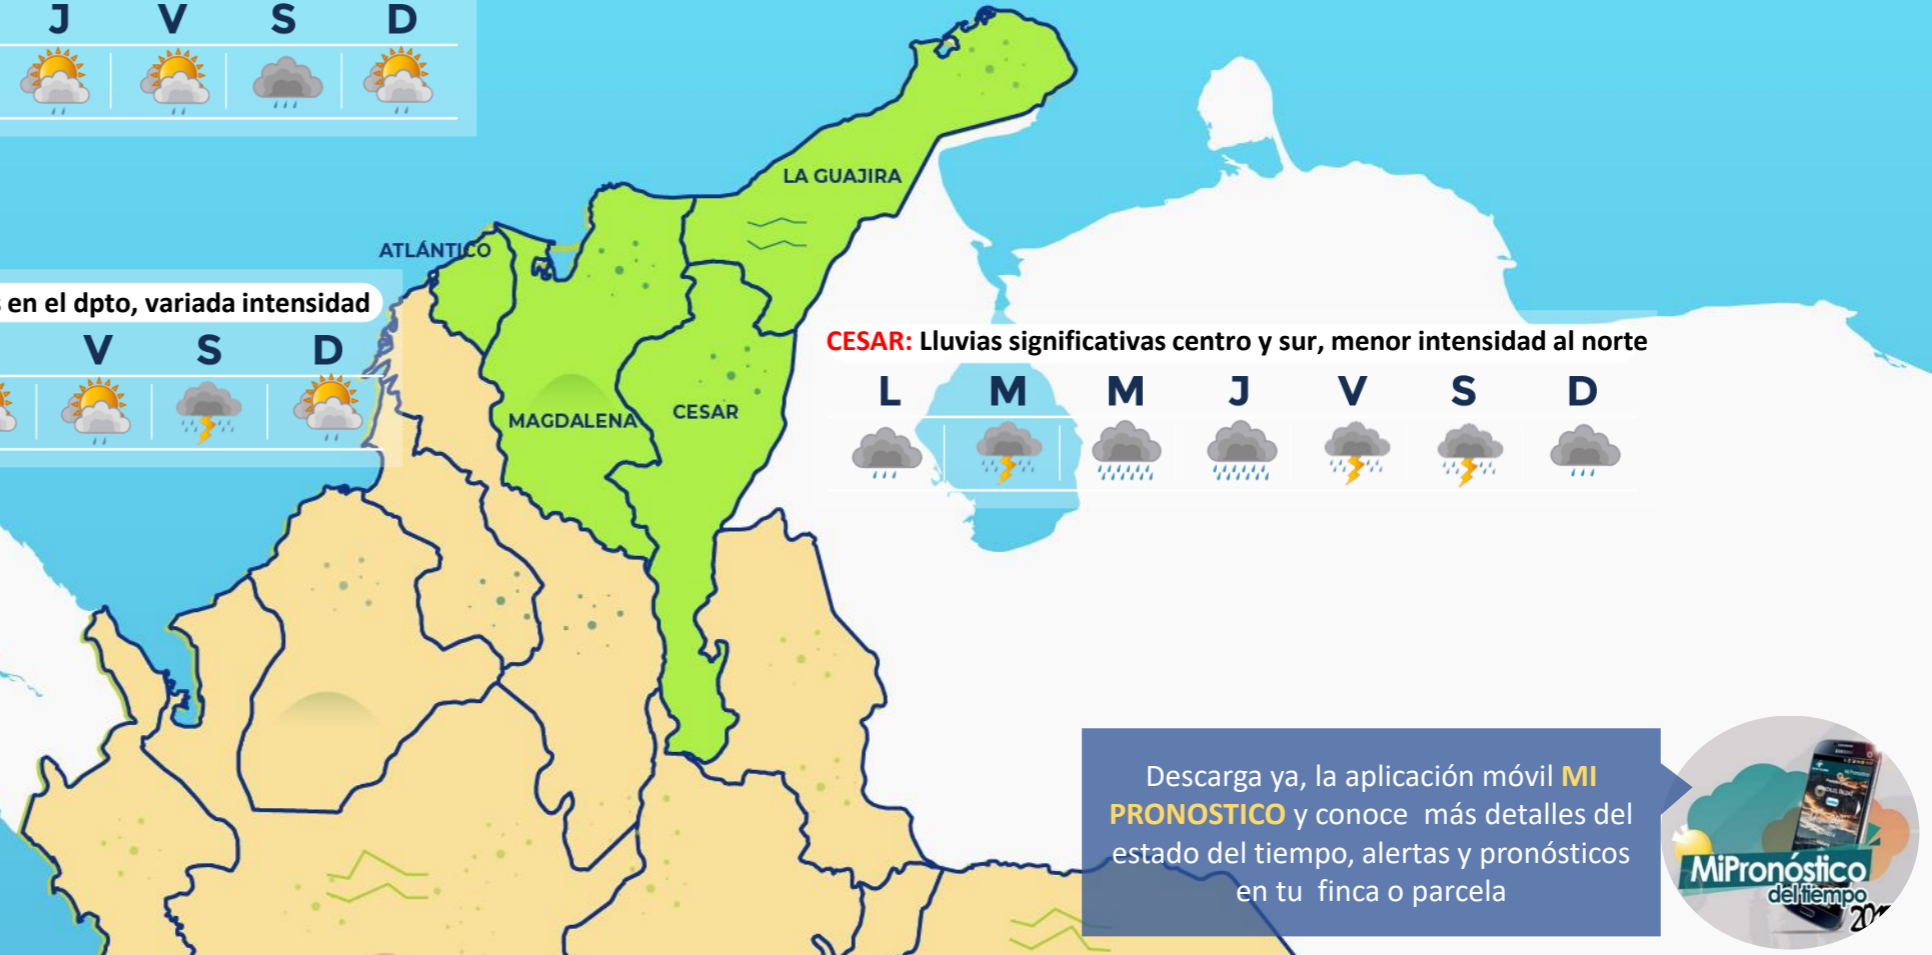 J V S D
LA GUAJIRA
ATLÁNTICO
en el dpto, variada intensidad
V S D
CESAR: Lluvias significativas centro y sur, menor intensidad al norte
L M M J V S D
MAGDALENA
CESAR
Descarga ya, la aplicación móvil MI
PRONOSTICO y conoce más detalles del
estado del tiempo, alertas y pronósticos
en tu finca o parcela
MiPronóstico
del tiempo